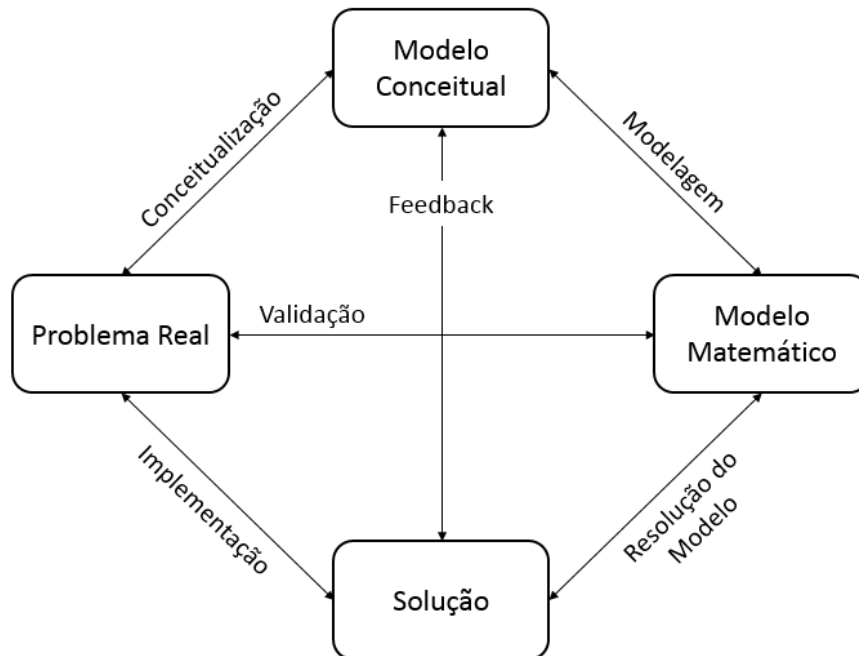 Modelo
Conceitual
Conceitualização
Modelagem
Feedback
Problema Real
Validação
Modelo
Matemático
Implementação
Resolução do
Modelo
Solução